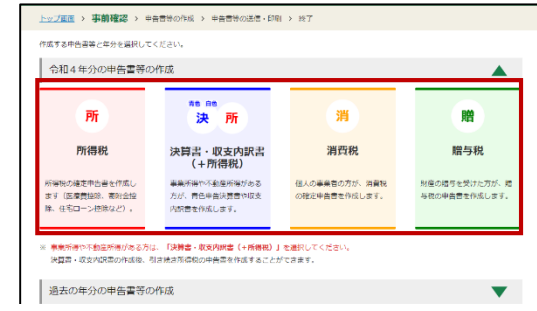 トップ画面 > 事前確認 > 申告書等の作成 > 申告書等の送信・印刷 > 終了
作成する申告書等と年分を選択してください。
令和4年分の申告書等の作成
所
所得税
所得税の確定申告書を作成し
ます（医療費控除、寄附金控
除、住宅ローン控除など）。
青色 白色
決 所
決算書・収支内訳書
（＋所得税）
事業所得や不動産所得がある
方が、青色申告決算書や収支
内訳書を作成します。
消
消費税
個人の事業者の方が、消費税
の確定申告書を作成します。
贈
贈与税
財産の贈与を受けた方が、贈
与税の申告書を作成します。
※ 事業所得や不動産所得がある方は、「決算書・収支内訳書（＋所得税）」を選択してください。
決算書・収支内訳書の作成後、引き続き所得税の申告書を作成することができます。
過去の年分の申告書等の作成